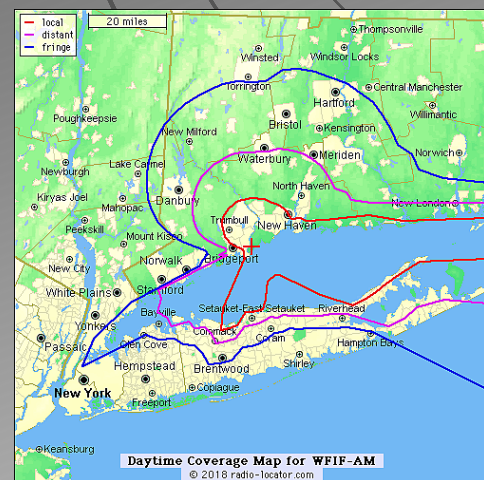 local
distant
fringe
20 miles
Thompsonville
Winsted
Windsor Locks
Torrington
Central Manchester
Hartford
Poughkeepsie
Bristol
Willimantic
New Milford
Kensington
Waterbury
Meriden
Norwich
Lake Carmel
Newburgh
North Haven
Danbury
Kiryas Joel
Mahopac
New London
Trumbull
Peekskill
New Haven
Mount Kisco
Norwalk
Bridgeport
New City
Stamford
White Plains
Bayville
Setauket-East Setauket
Riverhead
Yonkers
Commack
Coram
Passaic
Glen Cove
Hampton Bays
Hempstead
Brentwood
Shirley
New York
Copiague
Freeport
Keansburg
Daytime Coverage Map for WFIF-AM
© 2018 radio-locator.com